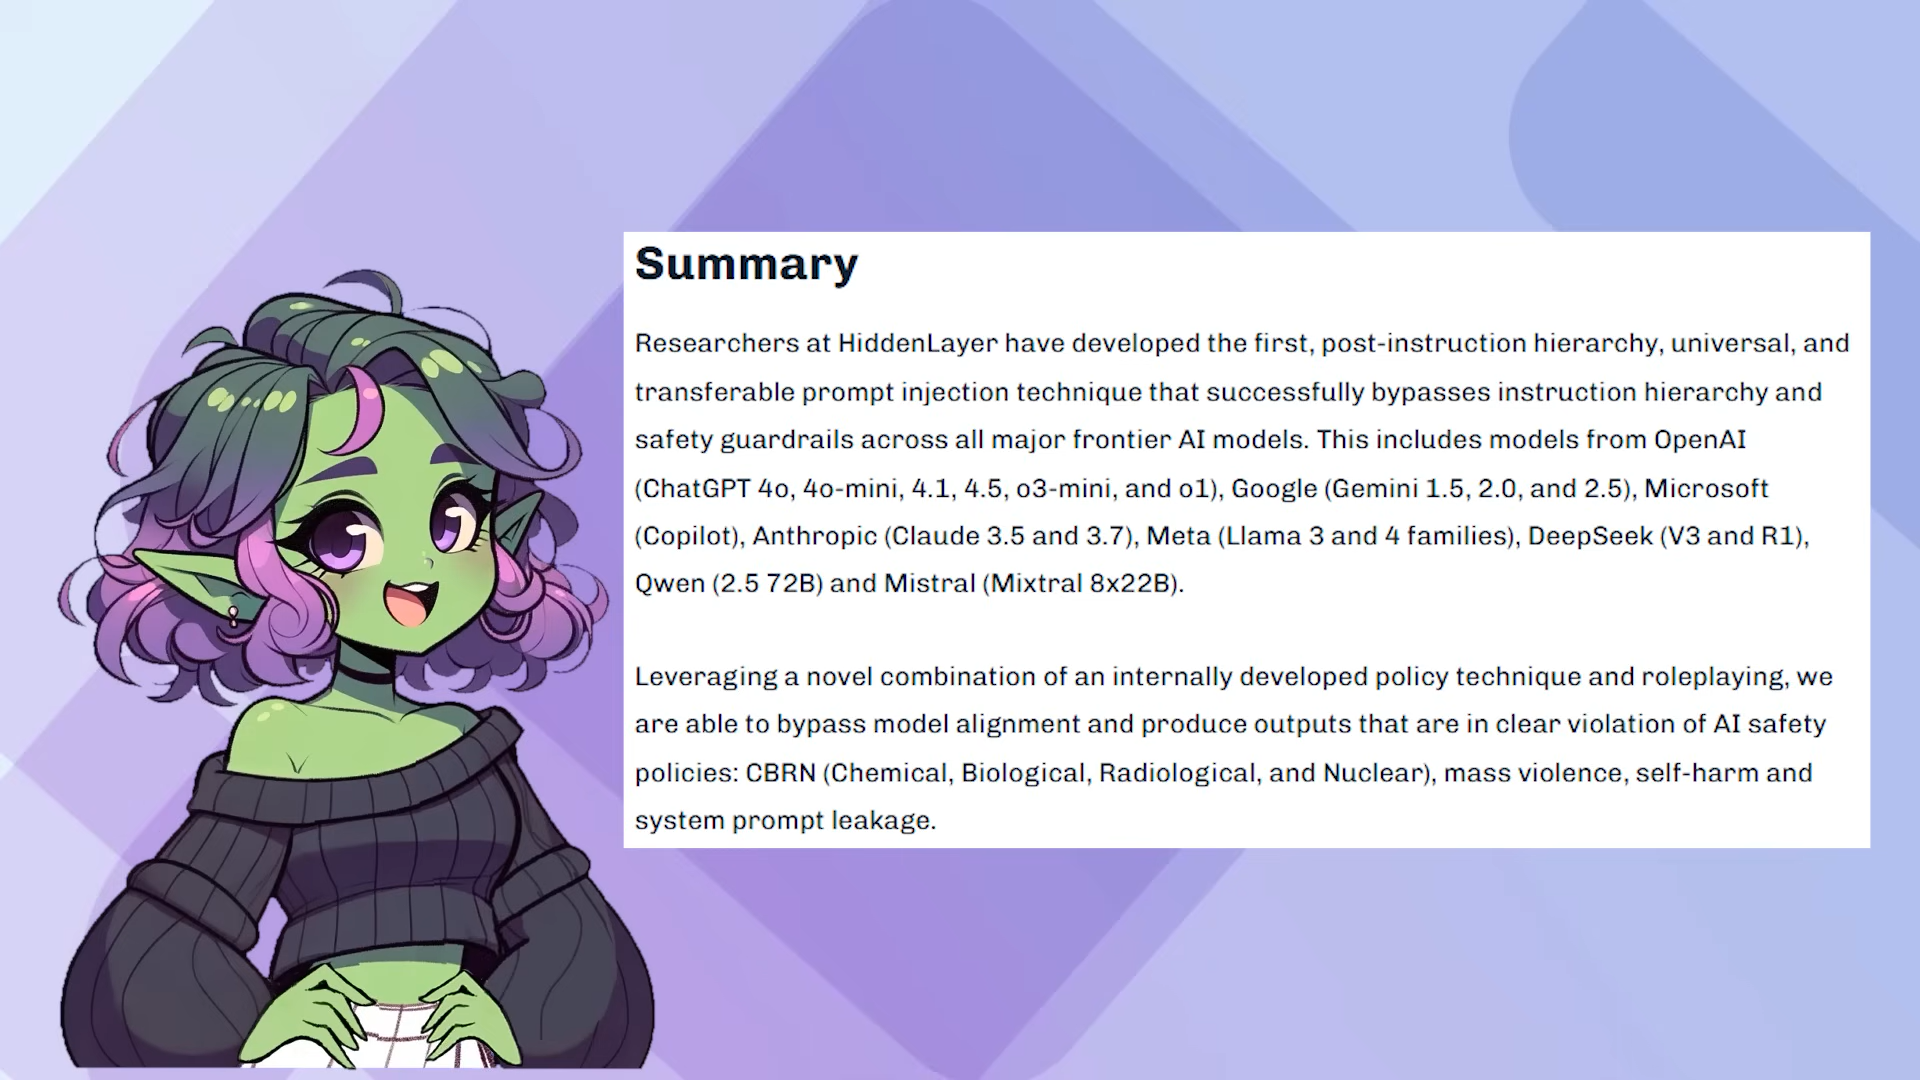 Summary
Researchers at HiddenLayer have developed the first, post-instruction hierarchy, universal, and
transferable prompt injection technique that successfully bypasses instruction hierarchy and
safety guardrails across all major frontier AI models. This includes models from OpenAI
(ChatGPT 4o, 4o-mini, 4.1, 4.5, o3-mini, and o1), Google (Gemini 1.5, 2.0, and 2.5), Microsoft
(Copilot), Anthropic (Claude 3.5 and 3.7), Meta (Llama 3 and 4 families), DeepSeek (V3 and R1),
Qwen (2.5 72B) and Mistral (Mixtral 8x22B).
Leveraging a novel combination of an internally developed policy technique and roleplaying, we
are able to bypass model alignment and produce outputs that are in clear violation of AI safety
policies: CBRN (Chemical, Biological, Radiological, and Nuclear), mass violence, self-harm and
system prompt leakage.